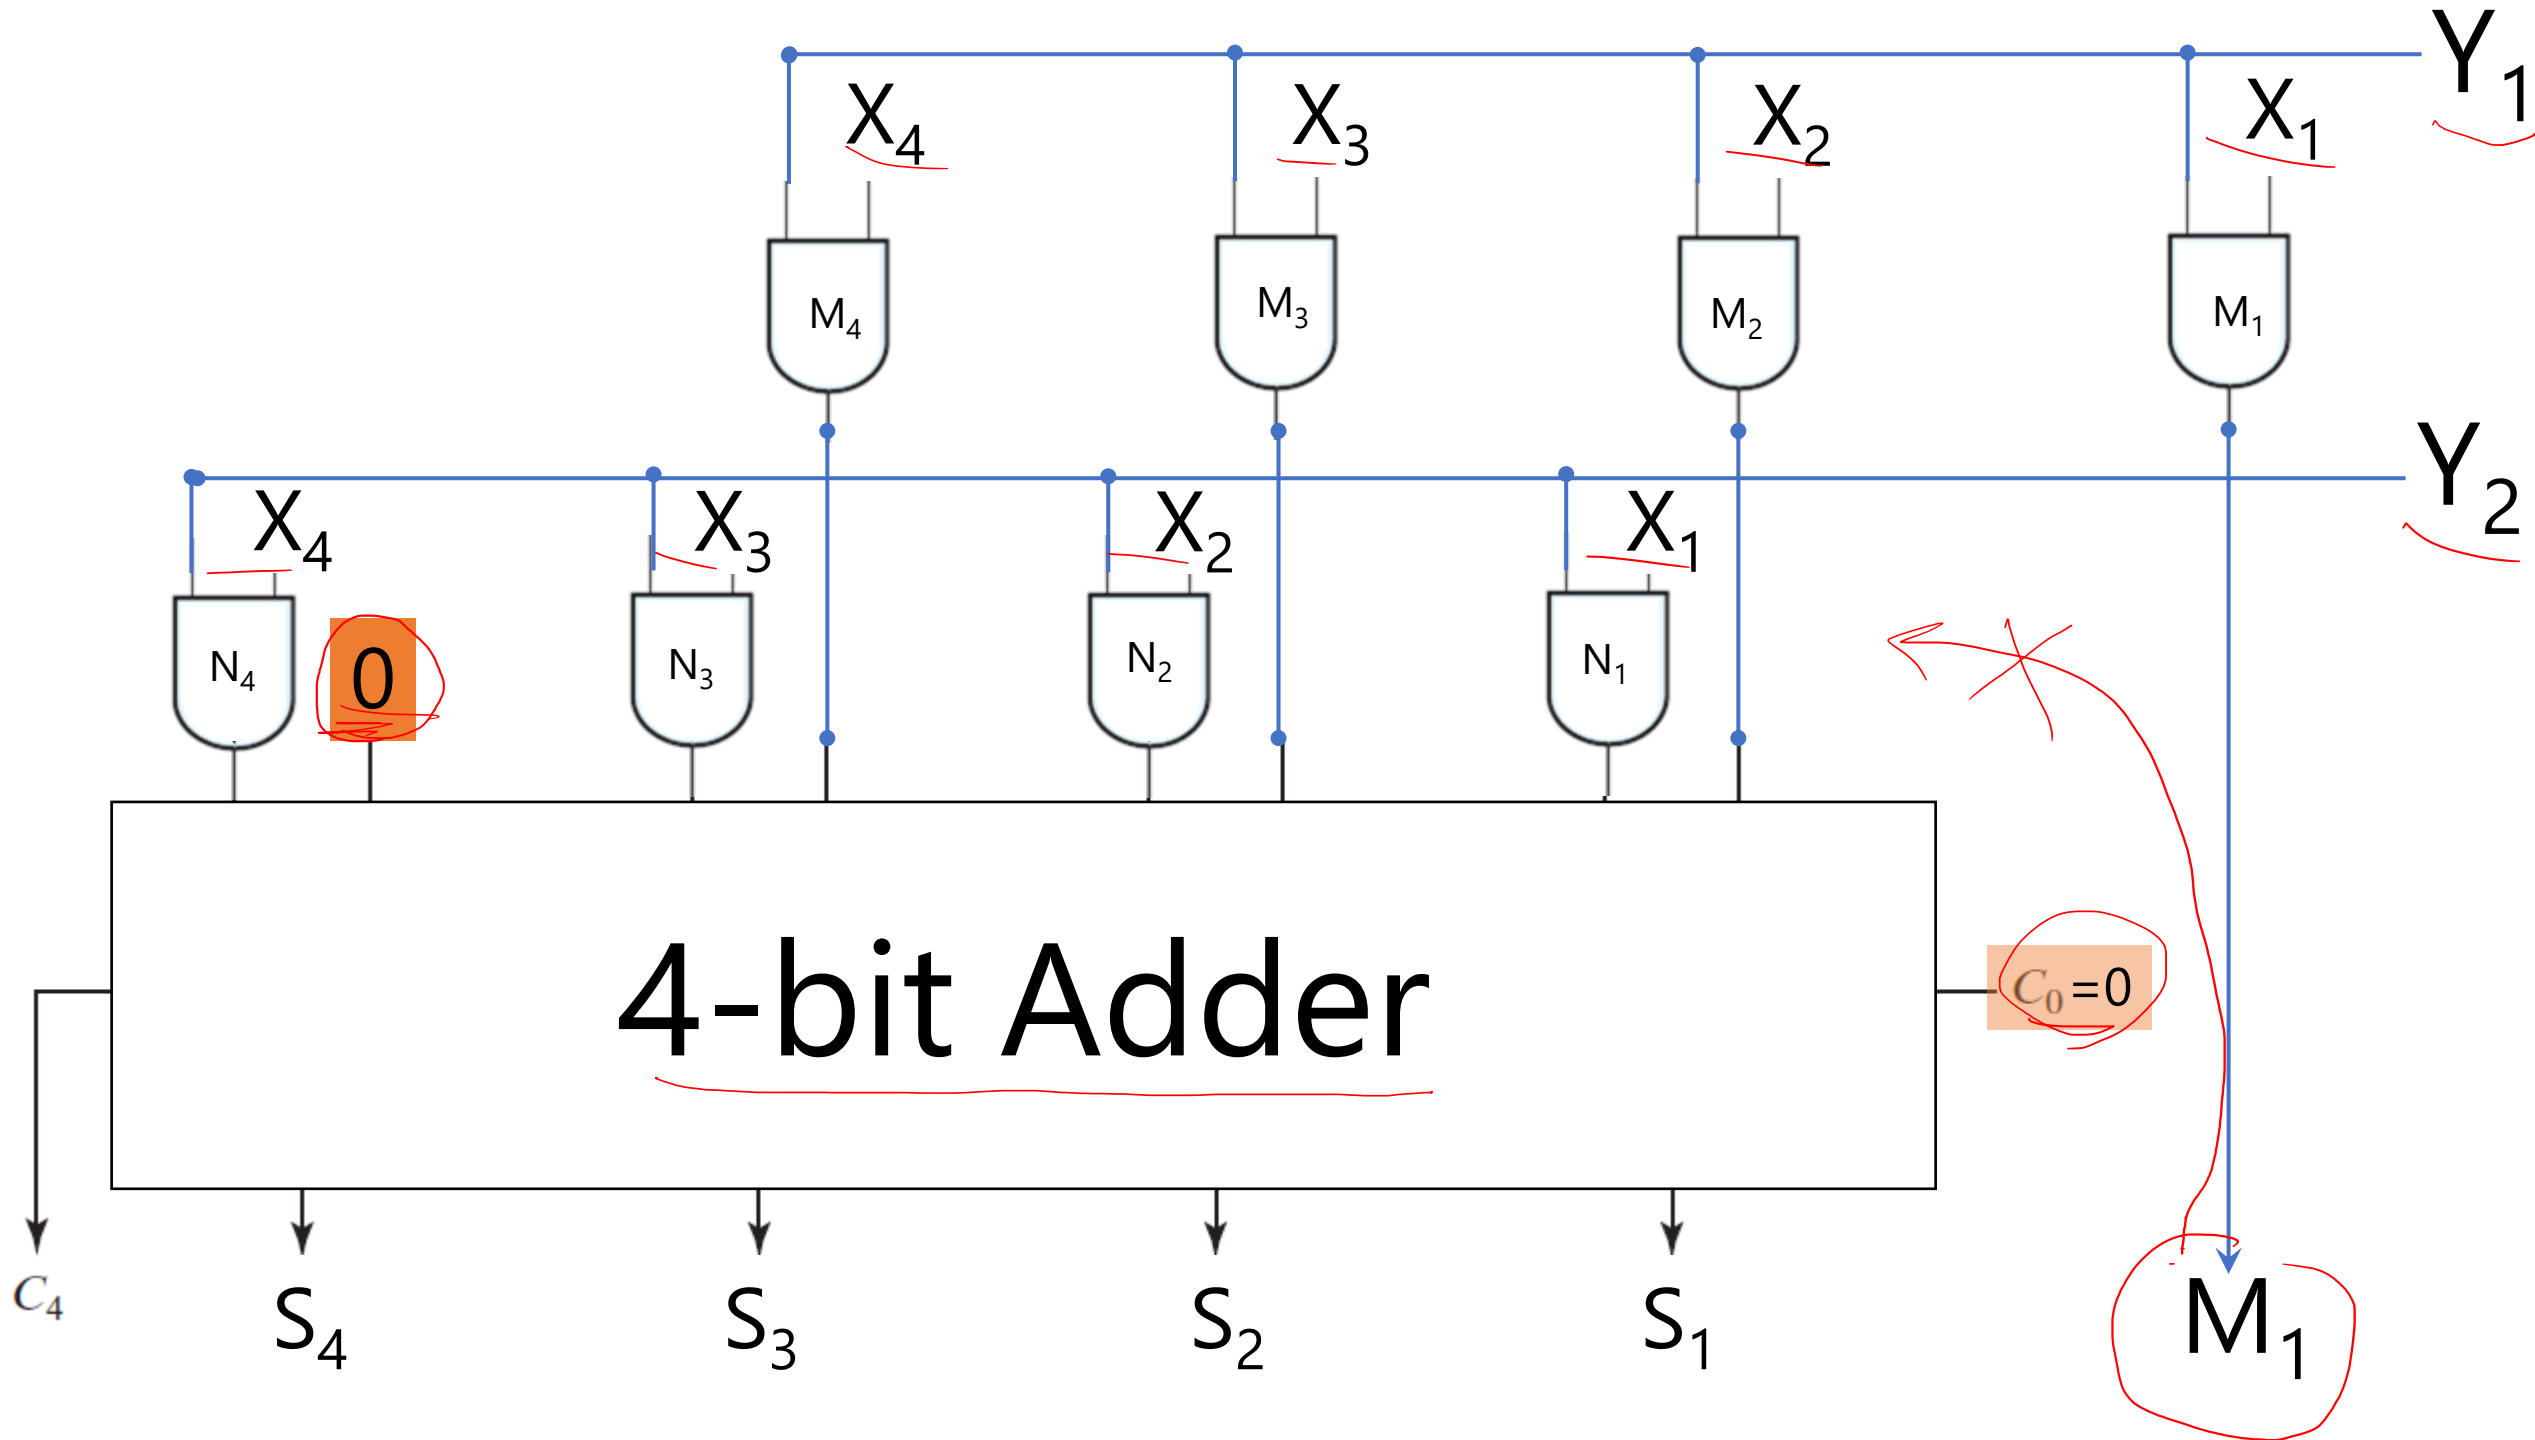 Y1
X4 X3 X2 X1
M4 M3 M2 M1
Y2
X4 X3 X2 X1
N4 0 N3 N2 N1
4-bit Adder
C0=0
C4 S4 S3 S2 S1 M1